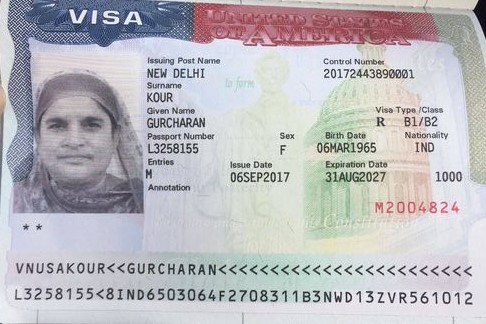 VISA
UNITED STATES
OF AMERICA
Issuing Post Name
NEW DELHI
Control Number
20172443890001
Surname
KOUR
Given Name
GURCHARAN
Visa Type /Class
R B1/B2
Passport Number
L3258155
Sex
F
Birth Date
06MAR1965
Nationality
IND
Entries
M
Issue Date
06SEP2017
Expiration Date
31AUG2027
1000
Annotation
M2004824
**
VNUSAKOUR<<GURCHARAN<<<<<<<<<<<<<<<<<<<<<<<<
L3258155<8IND6503064F2708311B3NWD13ZVR561012